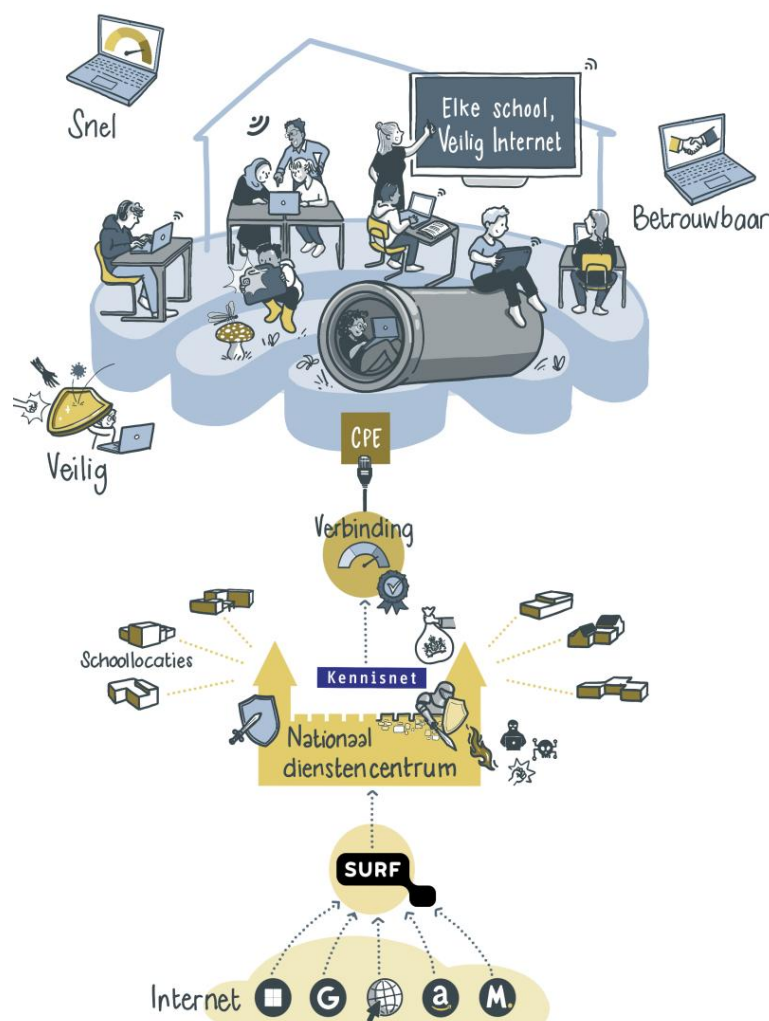 Snel
Elke school,
Veilig Internet
Betrouwbaar
Veilig
CPE
Verbinding
Schoollocaties
Kennisnet
Nationaal
dienstencentrum
SURF
Internet
G
a
M.